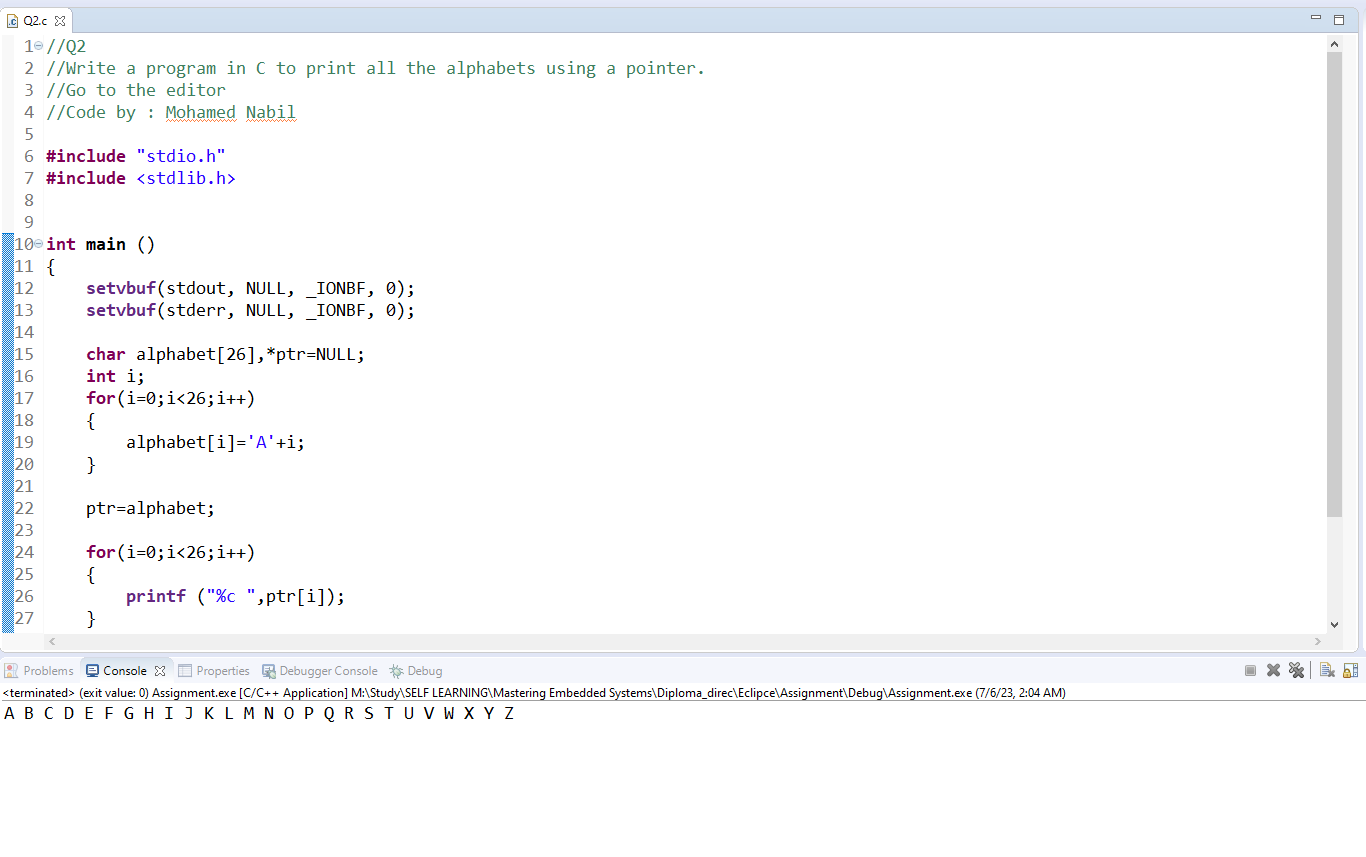 Q2.c
1 //Q2
2 //Write a program in C to print all the alphabets using a pointer.
3 //Go to the editor
4 //Code by : Mohamed Nabil
5
6 #include "stdio.h"
7 #include <stdlib.h>
8
9
10 int main ()
11 {
12     setvbuf(stdout, NULL, _IONBF, 0);
13     setvbuf(stderr, NULL, _IONBF, 0);
14
15     char alphabet[26],*ptr=NULL;
16     int i;
17     for(i=0;i<26;i++)
18     {
19         alphabet[i]='A'+i;
20     }
21
22     ptr=alphabet;
23
24     for(i=0;i<26;i++)
25     {
26         printf ("%c ",ptr[i]);
27     }
Problems Console Properties Debugger Console Debug
<terminated> (exit value: 0) Assignment.exe [C/C++ Application] M:\Study\SELF LEARNING\Mastering Embedded Systems\Diploma_direc\Eclipce\Assignment\Debug\Assignment.exe (7/6/23, 2:04 AM)
A B C D E F G H I J K L M N O P Q R S T U V W X Y Z